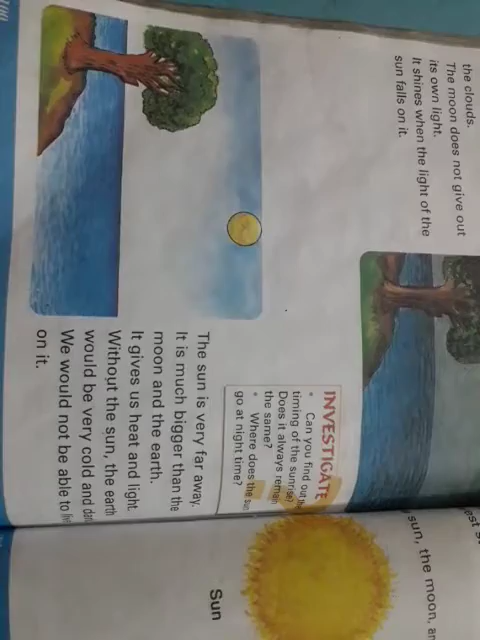 the clouds.
The moon does not give out
its own light.
It shines when the light of the
sun falls on it.
INVESTIGATE
• Can you find out the
timing of the sunrise?
Does it always remain
the same?
• Where does the sun
go at night time?
The sun is very far away.
It is much bigger than the
moon and the earth.
It gives us heat and light.
Without the sun, the earth
would be very cold and
We would not be able to
on it.
sun, the moon,
Sun